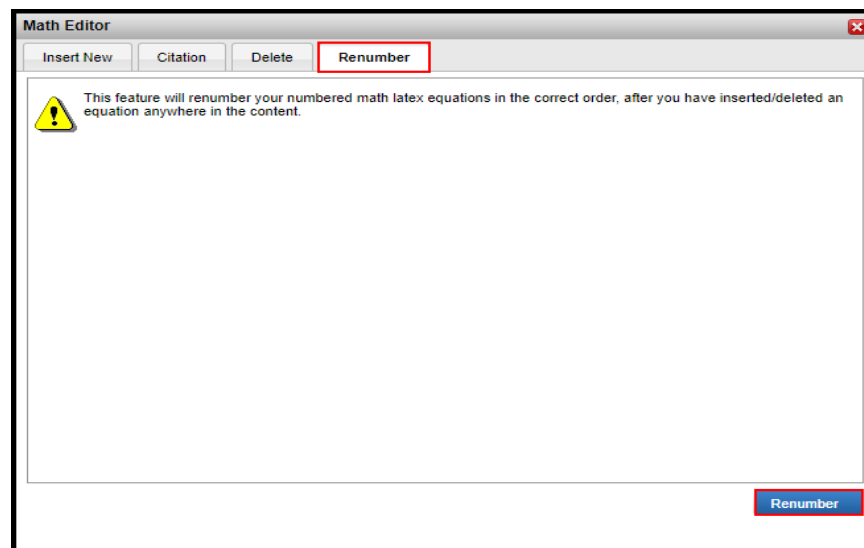 Math Editor
Insert New Citation Delete Renumber
This feature will renumber your numbered math latex equations in the correct order, after you have inserted/deleted an
equation anywhere in the content.
Renumber